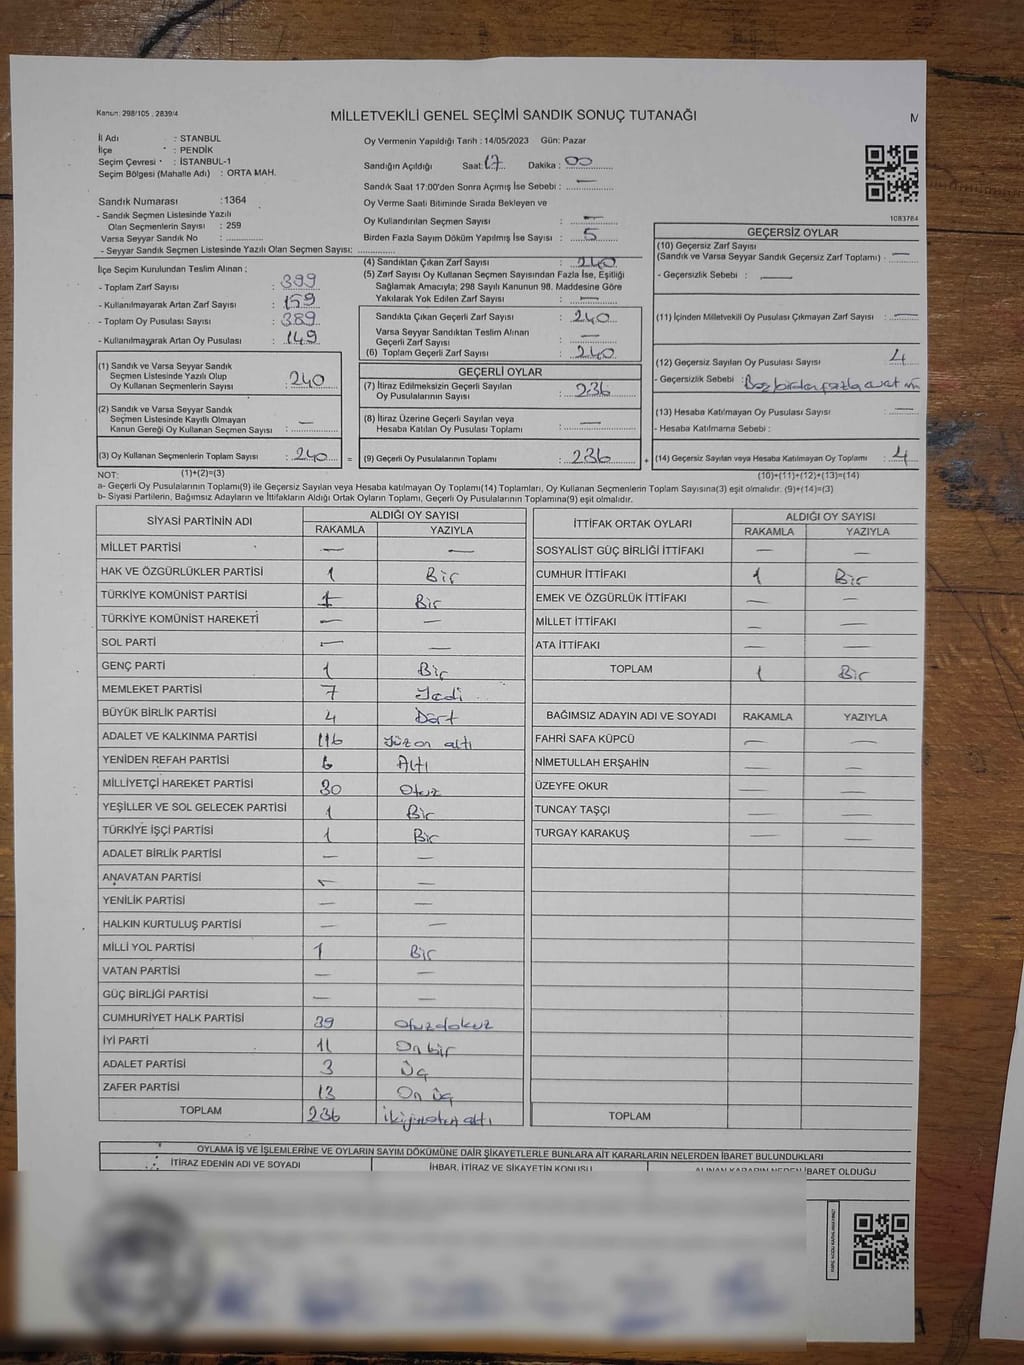 Kanun: 298/105, 2839/4
MİLLETVEKİLİ GENEL SEÇİMİ SANDIK SONUÇ TUTANAĞI
M
İl Adı : STANBUL
İlçe : PENDİK
Seçim Çevresi : İSTANBUL-1
Seçim Bölgesi (Mahalle Adı) : ORTA MAH.
Oy Vermenin Yapıldığı Tarih : 14/05/2023 Gün: Pazar
Sandığın Açıldığı Saat: 17 Dakika : 00
Sandık Saat 17:00'den Sonra Açımış İse Sebebi : —
Oy Verme Saati Bitiminde Sırada Bekleyen ve
Oy Kullandırılan Seçmen Sayısı : —
Birden Fazla Sayım Döküm Yapılmış İse Sayısı : 5
1083784
Sandık Numarası : 1364
- Sandık Seçmen Listesinde Yazılı
Olan Seçmenlerin Sayısı : 259
Varsa Seyyar Sandık No :
- Seyyar Sandık Seçmen Listesinde Yazılı Olan Seçmen Sayısı:
İlçe Seçim Kurulundan Teslim Alınan ;
- Toplam Zarf Sayısı : 399
- Kullanılmayarak Artan Zarf Sayısı : 159
- Toplam Oy Pusulası Sayısı : 389
- Kullanılmayarak Artan Oy Pusulası : 149
(1) Sandık ve Varsa Seyyar Sandık
Seçmen Listesinde Yazılı Olup
Oy Kullanan Seçmenlerin Sayısı : 240
(2) Sandık ve Varsa Seyyar Sandık
Seçmen Listesinde Kayıtlı Olmayan
Kanun Gereği Oy Kullanan Seçmen Sayısı : —
(3) Oy Kullanan Seçmenlerin Toplam Sayısı : 240 =
(1)+(2)=(3)
(4) Sandıktan Çıkan Zarf Sayısı : 240
(5) Zarf Sayısı Oy Kullanan Seçmen Sayısından Fazla İse, Eşitliği
Sağlamak Amacıyla; 298 Sayılı Kanunun 98. Maddesine Göre
Yakılarak Yok Edilen Zarf Sayısı : —
Sandıkta Çıkan Geçerli Zarf Sayısı : 240
Varsa Seyyar Sandıktan Teslim Alınan
Geçerli Zarf Sayısı : —
(6) Toplam Geçerli Zarf Sayısı : 240
GEÇERLİ OYLAR
(7) İtiraz Edilmeksizin Geçerli Sayılan
Oy Pusulalarının Sayısı : 236
(8) İtiraz Üzerine Geçerli Sayılan veya
Hesaba Katılan Oy Pusulası Toplamı : —
(9) Geçerli Oy Pusulalarının Toplamı : 236 +
GEÇERSİZ OYLAR
(10) Geçersiz Zarf Sayısı
(Sandık ve Varsa Seyyar Sandık Geçersiz Zarf Toplamı) : —
- Geçersizlik Sebebi : —
(11) İçinden Milletvekili Oy Pusulası Çıkmayan Zarf Sayısı : —
(12) Geçersiz Sayılan Oy Pusulası Sayısı : 4
- Geçersizlik Sebebi : birden fazla evet
(13) Hesaba Katılmayan Oy Pusulası Sayısı : —
- Hesaba Katılmama Sebebi :
(14) Geçersiz Sayılan veya Hesaba Katılmayan Oy Toplamı : 4
(10)+(11)+(12)+(13)=(14)
NOT:
a- Geçerli Oy Pusulalarının Toplamı(9) ile Geçersiz Sayılan veya Hesaba Katılmayan Oy Toplamı(14) Toplamları, Oy Kullanan Seçmenlerin Toplam Sayısına(3) eşit olmalıdır. (9)+(14)=(3)
b- Siyasi Partilerin, Bağımsız Adayların ve İttifakların Aldığı Ortak Oyların Toplamı, Geçerli Oy Pusulalarının Toplamına(9) eşit olmalıdır.
SİYASİ PARTİNİN ADI ALDIĞI OY SAYISI
RAKAMLA YAZIYLA
MİLLET PARTİSİ — —
HAK VE ÖZGÜRLÜKLER PARTİSİ 1 Bir
TÜRKİYE KOMÜNİST PARTİSİ 1 Bir
TÜRKİYE KOMÜNİST HAREKETİ — —
SOL PARTİ — —
GENÇ PARTİ 1 Bir
MEMLEKET PARTİSİ 7 Yedi
BÜYÜK BİRLİK PARTİSİ 4 Dört
ADALET VE KALKINMA PARTİSİ 116 Yüzon altı
YENİDEN REFAH PARTİSİ 6 Altı
MİLLİYETÇİ HAREKET PARTİSİ 30 Otuz
YEŞİLLER VE SOL GELECEK PARTİSİ 1 Bir
TÜRKİYE İŞÇİ PARTİSİ 1 Bir
ADALET BİRLİK PARTİSİ — —
ANAVATAN PARTİSİ — —
YENİLİK PARTİSİ — —
HALKIN KURTULUŞ PARTİSİ — —
MİLLİ YOL PARTİSİ 1 Bir
VATAN PARTİSİ — —
GÜÇ BİRLİĞİ PARTİSİ — —
CUMHURİYET HALK PARTİSİ 39 Otuzdokuz
İYİ PARTİ 11 On bir
ADALET PARTİSİ 3 Üç
ZAFER PARTİSİ 13 On üç
TOPLAM 236 İkiyüzotuz altı
İTTİFAK ORTAK OYLARI ALDIĞI OY SAYISI
RAKAMLA YAZIYLA
SOSYALİST GÜÇ BİRLİĞİ İTTİFAKI — —
CUMHUR İTTİFAKI 1 Bir
EMEK VE ÖZGÜRLÜK İTTİFAKI — —
MİLLET İTTİFAKI — —
ATA İTTİFAKI — —
TOPLAM 1 Bir
BAĞIMSIZ ADAYIN ADI VE SOYADI RAKAMLA YAZIYLA
FAHRİ SAFA KÜPCÜ — —
NİMETULLAH ERŞAHİN — —
ÜZEYFE OKUR — —
TUNCAY TAŞÇI — —
TURGAY KARAKUŞ — —
TOPLAM
OYLAMA İŞ VE İŞLEMLERİNE VE OYLARIN SAYIM DÖKÜMÜNE DAİR ŞİKAYETLERLE BUNLARA AİT KARARLARIN NELERDEN İBARET BULUNDUKLARI
İTİRAZ EDENİN ADI VE SOYADI İHBAR, İTİRAZ VE ŞİKAYETİN KONUSU ALINAN KARARIN NEDEN İBARET OLDUĞU